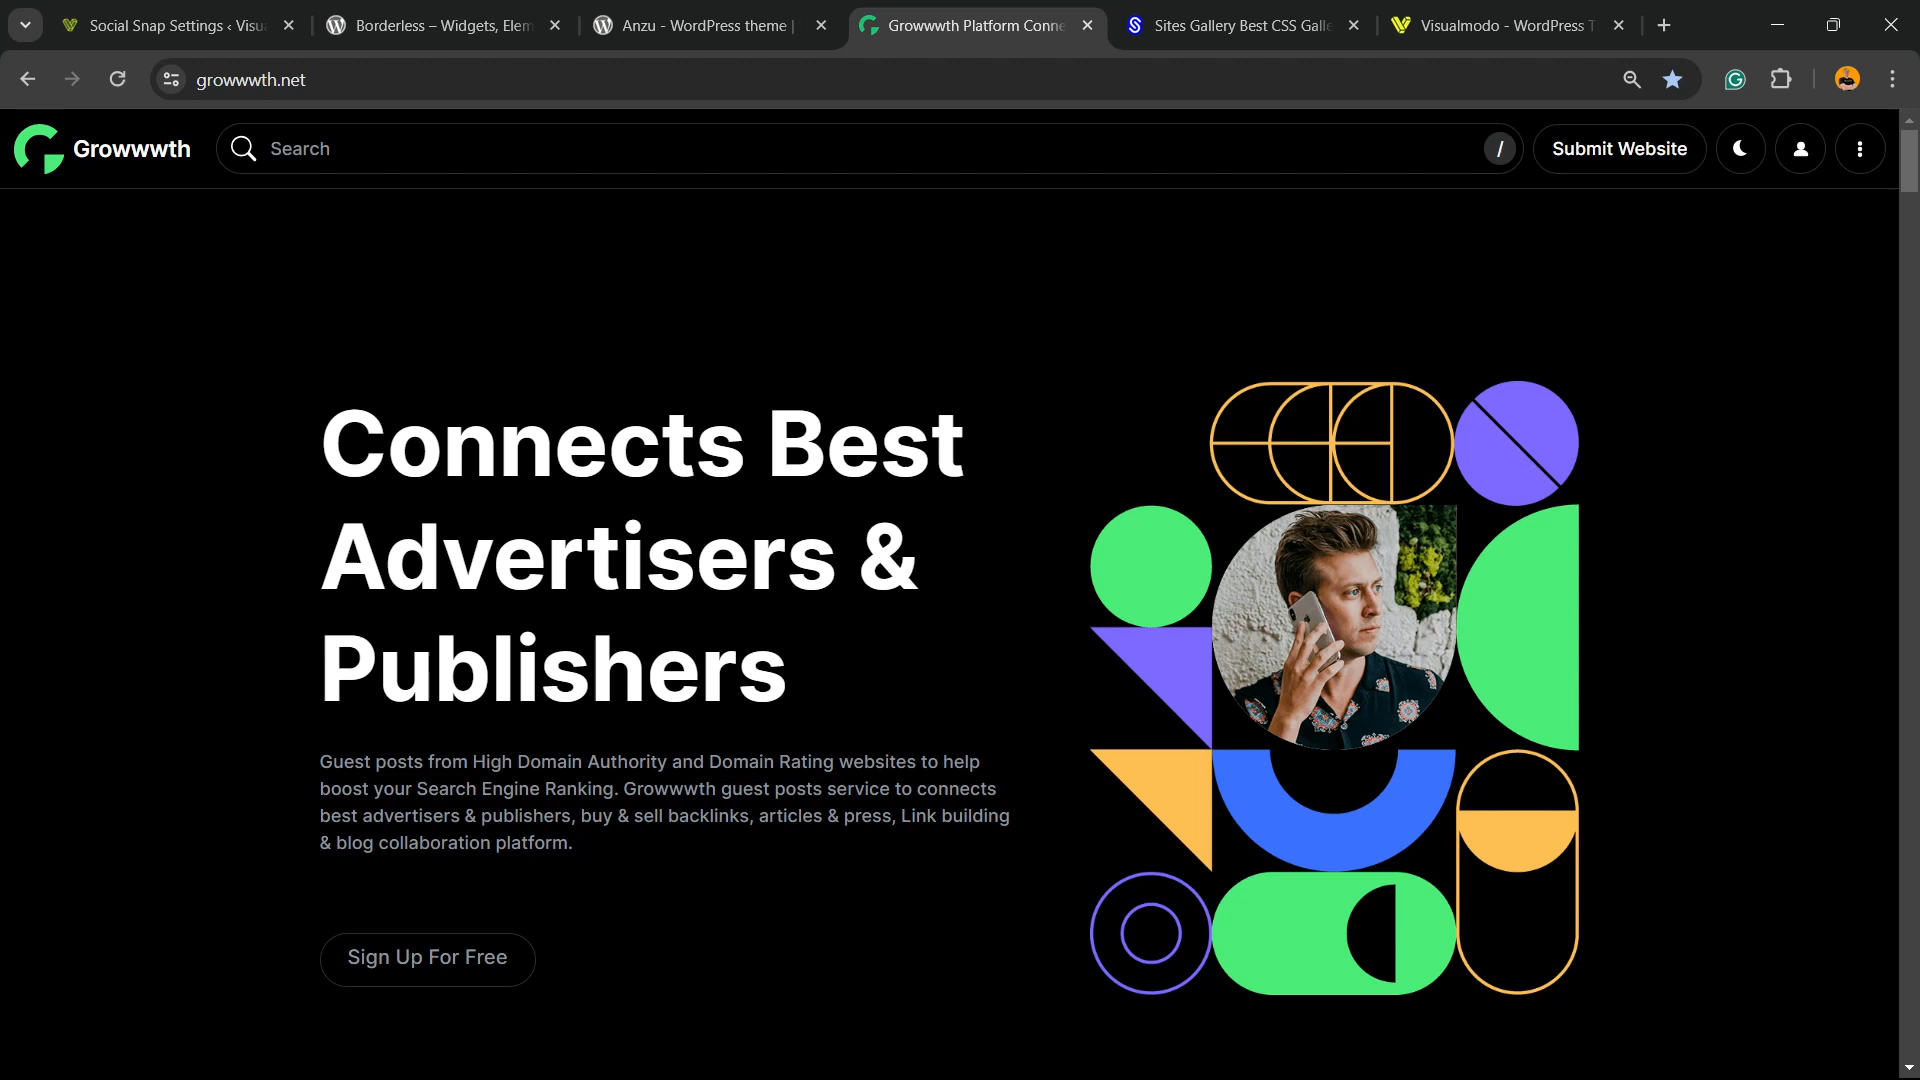 Social Snap Settings ‹ Visu
Borderless – Widgets, Elem
Anzu - WordPress theme |
Growwwth Platform Conne
Sites Gallery Best CSS Galle
Visualmodo - WordPress T
growwwth.net
Growwwth
Search
/
Submit Website
Connects Best
Advertisers &
Publishers
Guest posts from High Domain Authority and Domain Rating websites to help
boost your Search Engine Ranking. Growwwth guest posts service to connects
best advertisers & publishers, buy & sell backlinks, articles & press, Link building
& blog collaboration platform.
Sign Up For Free